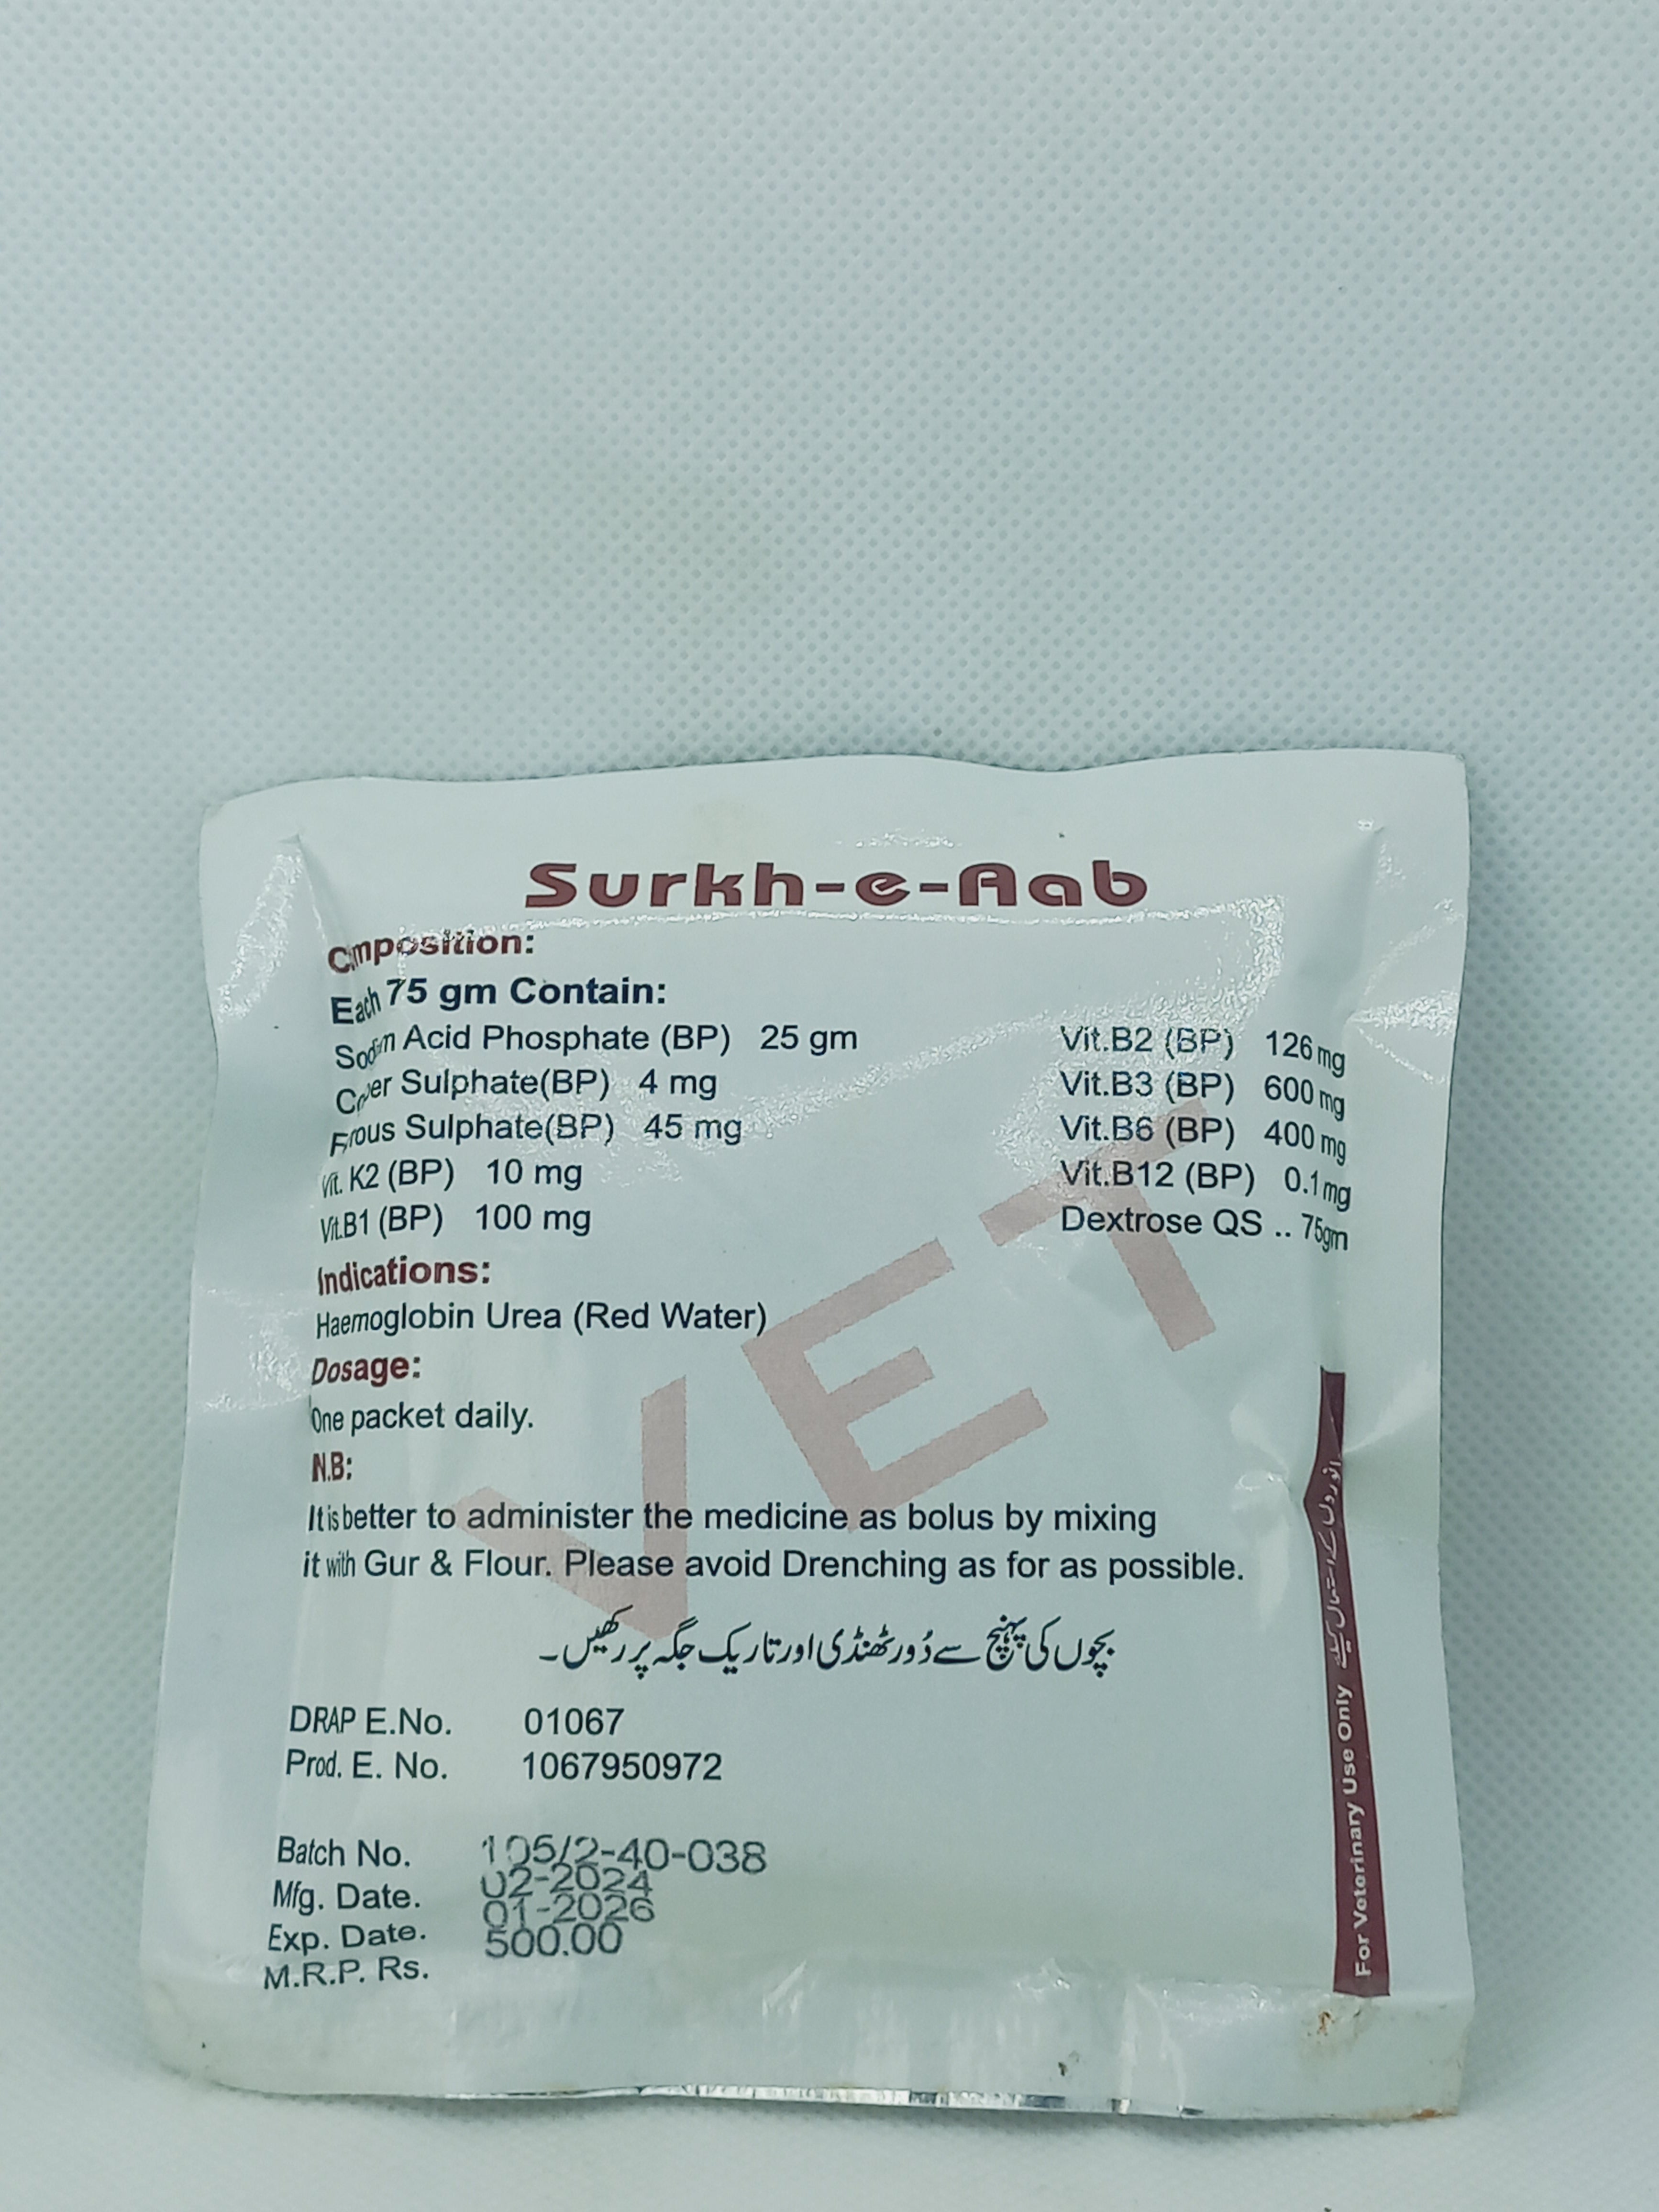 Surkh-e-Aab
Composition:
Each 75 gm Contain:
Sodium Acid Phosphate (BP) 25 gm
Copper Sulphate(BP) 4 mg
Ferrous Sulphate(BP) 45 mg
Vit. K2 (BP) 10 mg
Vit.B1 (BP) 100 mg
Vit.B2 (BP) 126 mg
Vit.B3 (BP) 600 mg
Vit.B6 (BP) 400 mg
Vit.B12 (BP) 0.1 mg
Dextrose QS .. 75gm
Indications:
Haemoglobin Urea (Red Water)
Dosage:
One packet daily.
N.B:
It is better to administer the medicine as bolus by mixing
it with Gur & Flour. Please avoid Drenching as for as possible.
بچوں کی پہنچ سے دُور ٹھنڈی اور تاریک جگہ پر رکھیں۔
DRAP E.No. 01067
Prod. E. No. 1067950972
Batch No. 105/2-40-038
Mfg. Date. 02-2024
Exp. Date. 01-2026
M.R.P. Rs. 500.00
VET
For Veterinary Use Only
کے استعمال کیلئے